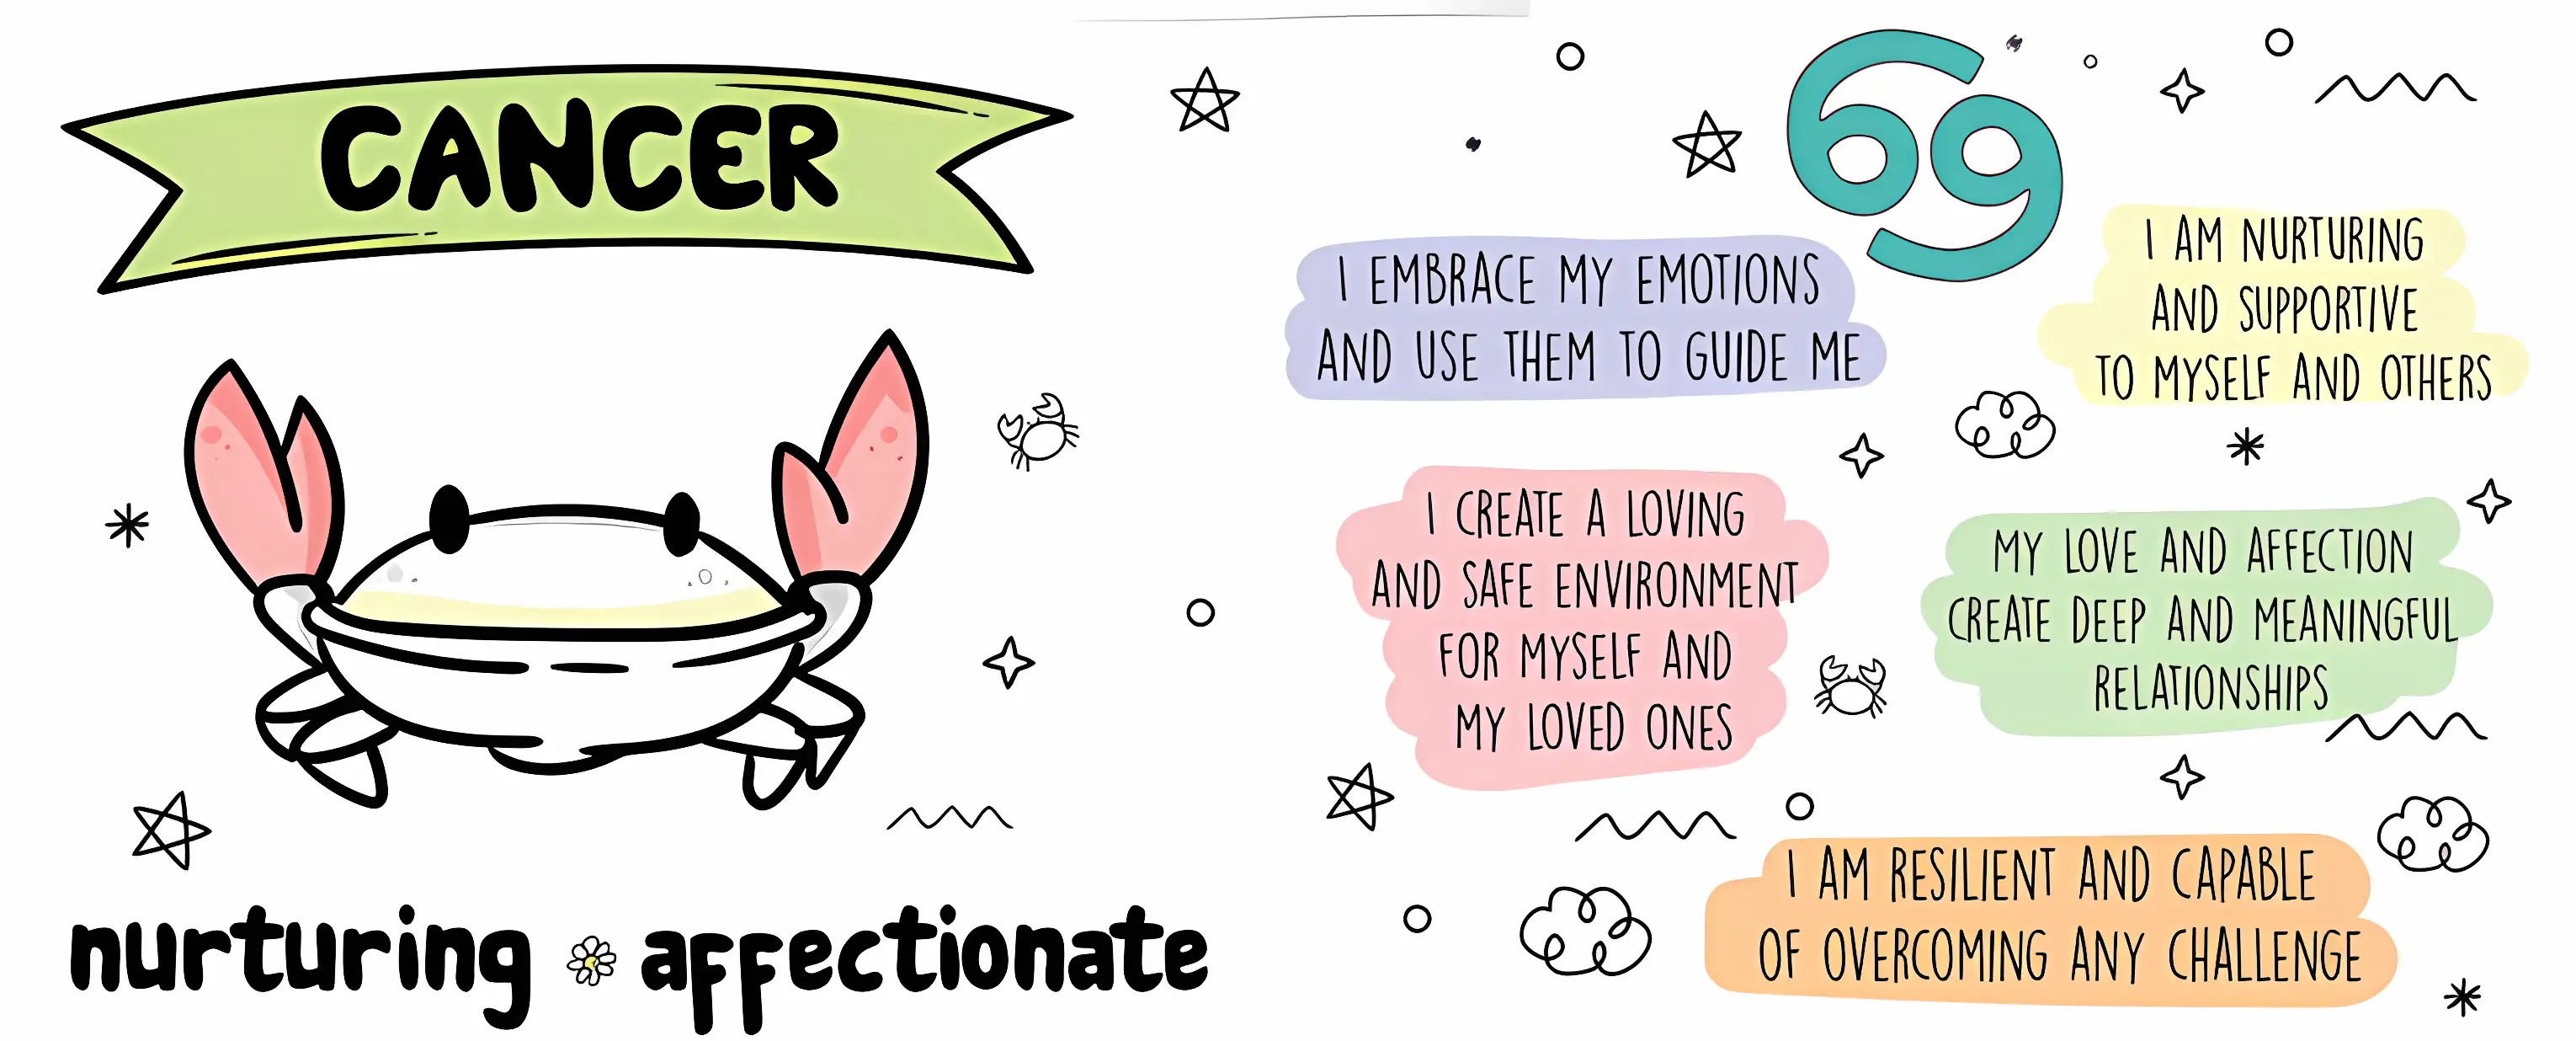 CANCER
nurturing affectionate
69
I EMBRACE MY EMOTIONS
AND USE THEM TO GUIDE ME
I AM NURTURING
AND SUPPORTIVE
TO MYSELF AND OTHERS
I CREATE A LOVING
AND SAFE ENVIRONMENT
FOR MYSELF AND
MY LOVED ONES
MY LOVE AND AFFECTION
CREATE DEEP AND MEANINGFUL
RELATIONSHIPS
I AM RESILIENT AND CAPABLE
OF OVERCOMING ANY CHALLENGE